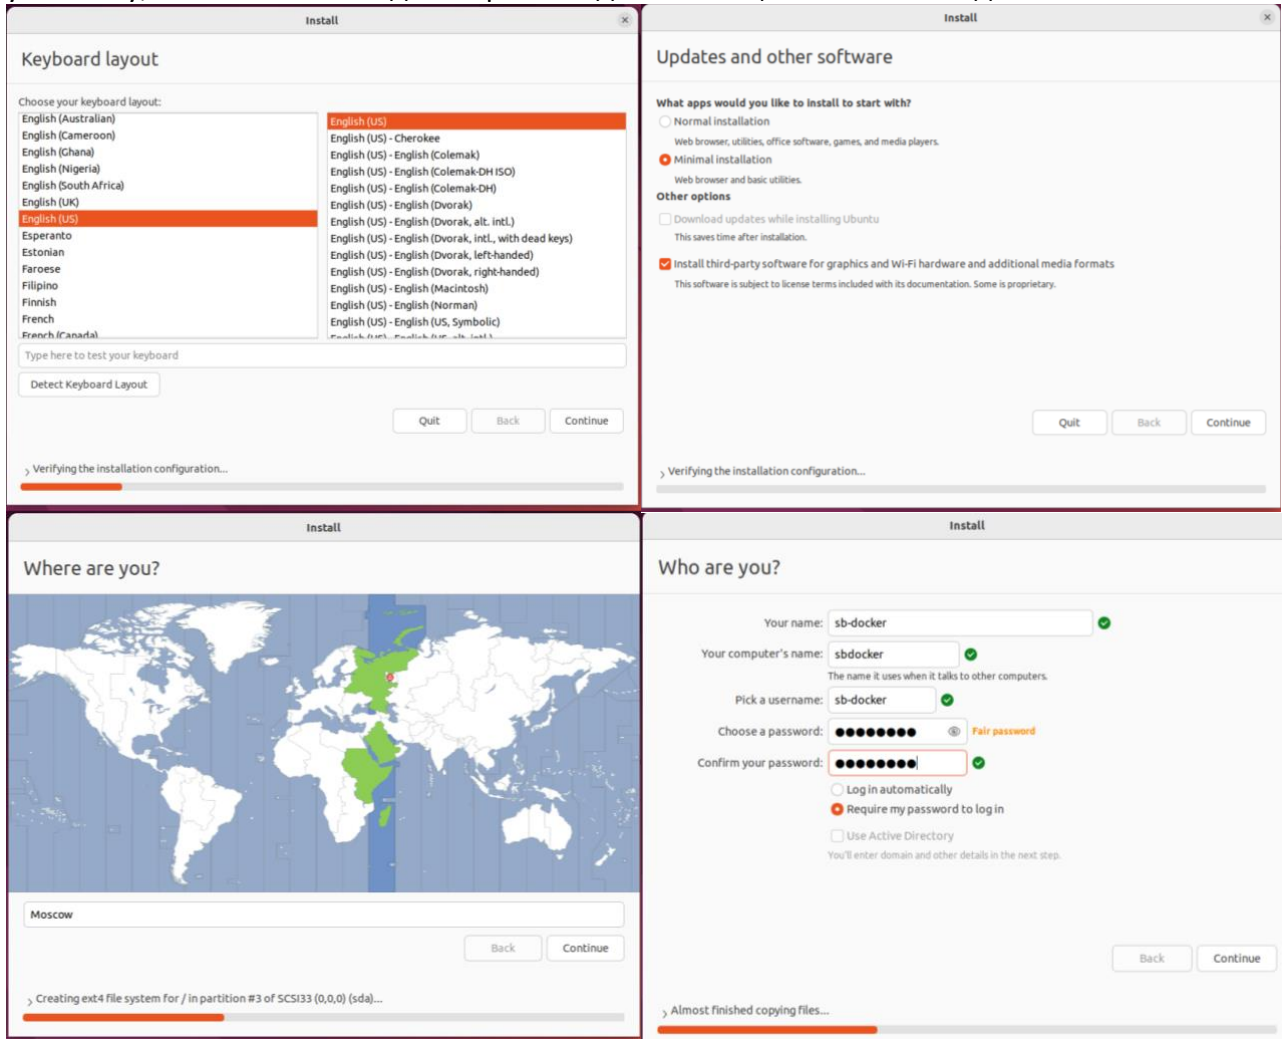 Install
Keyboard layout
Choose your keyboard layout:
English (Australian)
English (Cameroon)
English (Ghana)
English (Nigeria)
English (South Africa)
English (UK)
English (US)
Esperanto
Estonian
Faroese
Filipino
Finnish
French
French (Canada)
English (US)
English (US) - Cherokee
English (US) - English (Colemak)
English (US) - English (Colemak-DH ISO)
English (US) - English (Colemak-DH)
English (US) - English (Dvorak)
English (US) - English (Dvorak, alt. intl.)
English (US) - English (Dvorak, intl., with dead keys)
English (US) - English (Dvorak, left-handed)
English (US) - English (Dvorak, right-handed)
English (US) - English (Macintosh)
English (US) - English (Norman)
English (US) - English (US, Symbolic)
English (US) - English (US, alt. intl.)
Type here to test your keyboard
Detect Keyboard Layout
Quit Back Continue
Verifying the installation configuration...
Install
Updates and other software
What apps would you like to install to start with?
Normal installation
Web browser, utilities, office software, games, and media players.
Minimal installation
Web browser and basic utilities.
Other options
Download updates while installing Ubuntu
This saves time after installation.
Install third-party software for graphics and Wi-Fi hardware and additional media formats
This software is subject to license terms included with its documentation. Some is proprietary.
Quit Back Continue
Verifying the installation configuration...
Install
Where are you?
Moscow
Back Continue
Creating ext4 file system for / in partition #3 of SCSI33 (0,0,0) (sda)...
Install
Who are you?
Your name: sb-docker
Your computer's name: sbdocker
The name it uses when it talks to other computers.
Pick a username: sb-docker
Choose a password: ●●●●●●●● Fair password
Confirm your password: ●●●●●●●●
Log in automatically
Require my password to log in
Use Active Directory
You'll enter domain and other details in the next step.
Back Continue
Almost finished copying files...